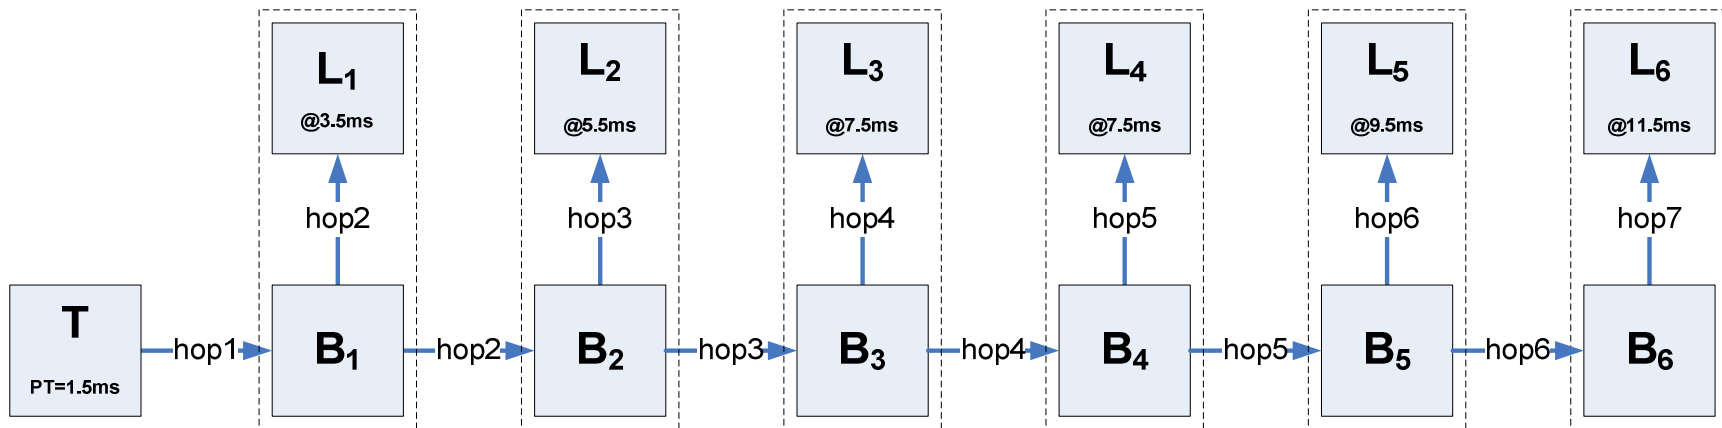 L1 L2 L3 L4 L5 L6
@3.5ms @5.5ms @7.5ms @7.5ms @9.5ms @11.5ms
hop2 hop3 hop4 hop5 hop6 hop7
T
hop1 B1 hop2 B2 hop3 B3 hop4 B4 hop5 B5 hop6 B6
PT=1.5ms